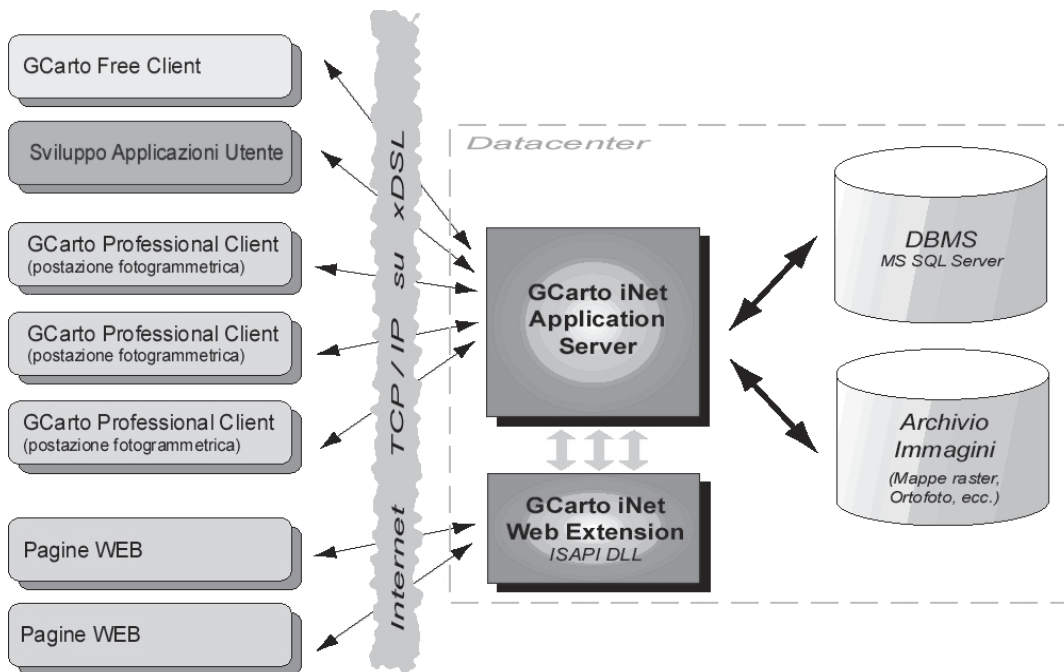 GCarto Free Client
Sviluppo Applicazioni Utente
GCarto Professional Client
(postazione fotogrammetrica)
GCarto Professional Client
(postazione fotogrammetrica)
GCarto Professional Client
(postazione fotogrammetrica)
Pagine WEB
Pagine WEB
Internet TCP/IP su xDSL
Datacenter
GCarto iNet
Application
Server
GCarto iNet
Web Extension
ISAPI DLL
DBMS
MS SQL Server
Archivio
Immagini
(Mappe raster,
Ortofoto, ecc.)